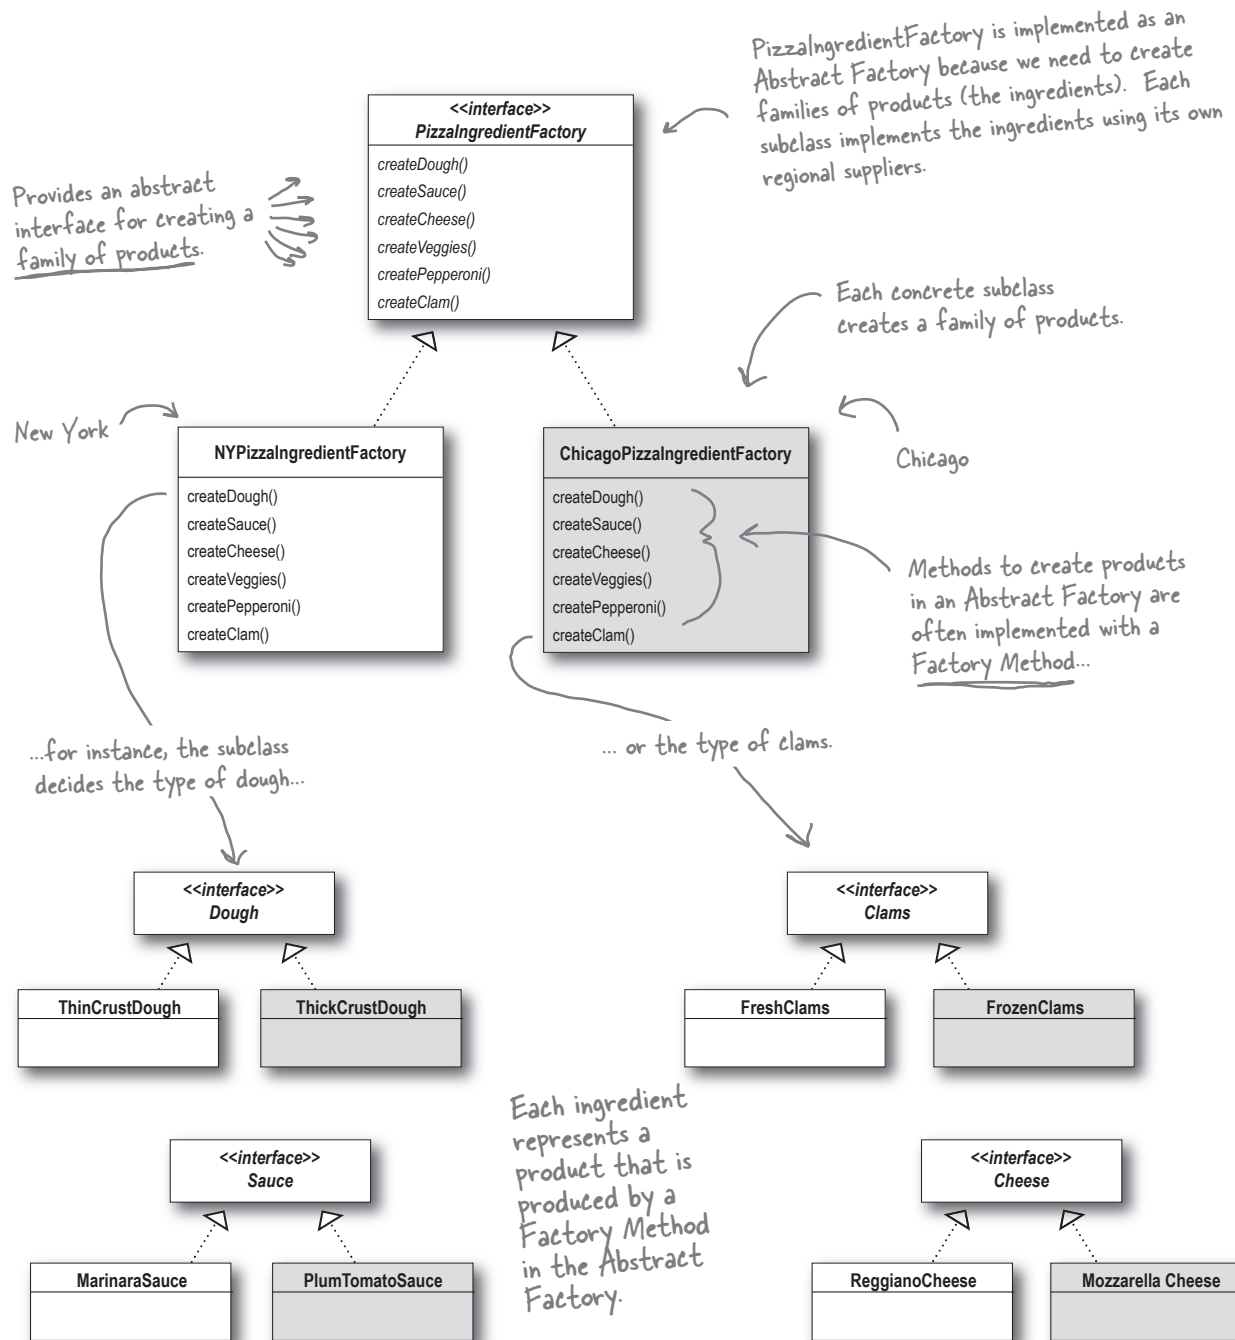 PizzaIngredientFactory is implemented as an
Abstract Factory because we need to create
families of products (the ingredients). Each
subclass implements the ingredients using its own
regional suppliers.
<<interface>>
PizzaIngredientFactory
createDough()
createSauce()
createCheese()
createVeggies()
createPepperoni()
createClam()
Provides an abstract
interface for creating a
family of products.
Each concrete subclass
creates a family of products.
New York
NYPizzaIngredientFactory
createDough()
createSauce()
createCheese()
createVeggies()
createPepperoni()
createClam()
ChicagoPizzaIngredientFactory
createDough()
createSauce()
createCheese()
createVeggies()
createPepperoni()
createClam()
Chicago
Methods to create products
in an Abstract Factory are
often implemented with a
Factory Method...
...for instance, the subclass
decides the type of dough...
... or the type of clams.
<<interface>>
Dough
ThinCrustDough
ThickCrustDough
<<interface>>
Clams
FreshClams
FrozenClams
Each ingredient
represents a
product that is
produced by a
Factory Method
in the Abstract
Factory.
<<interface>>
Sauce
MarinaraSauce
PlumTomatoSauce
<<interface>>
Cheese
ReggianoCheese
Mozzarella Cheese